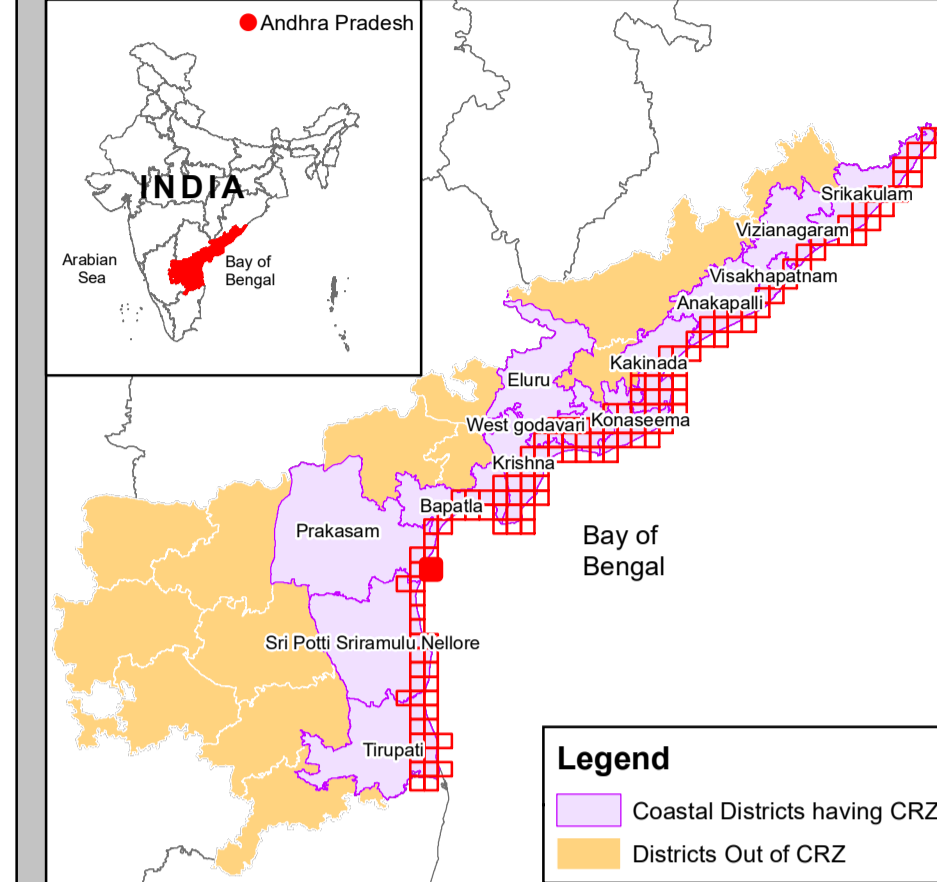 Andhra Pradesh
INDIA
Arabian
Sea
Bay of
Bengal
Srikakulam
Vizianagaram
Visakhapatnam
Anakapalli
Kakinada
Eluru
West godavari
Konaseema
Krishna
Bapatla
Prakasam
Bay of
Bengal
Sri Potti Sriramulu Nellore
Tirupati
Legend
Coastal Districts having CRZ
Districts Out of CRZ